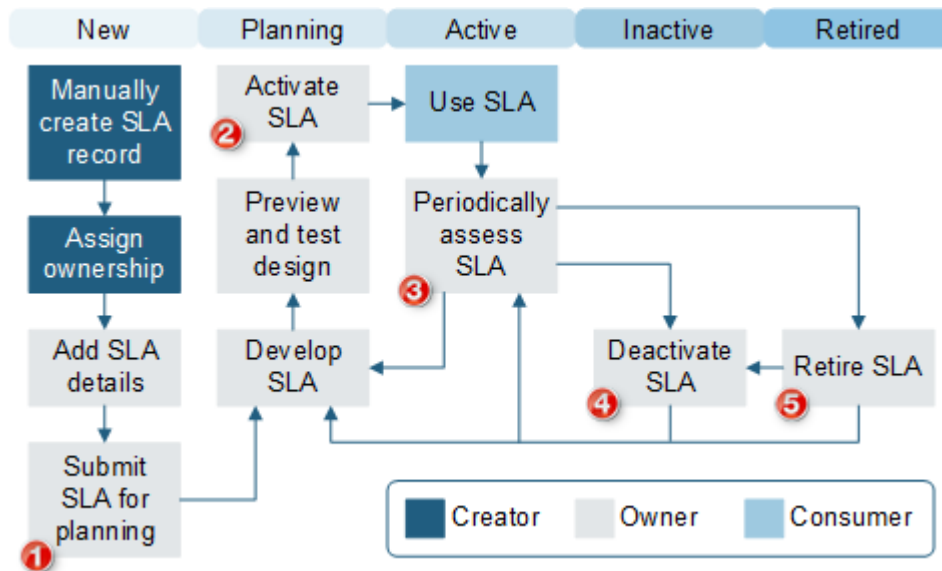 New
Planning
Active
Inactive
Retired
Manually
create SLA
record
Assign
ownership
Add SLA
details
Submit
SLA for
planning
1
Activate
SLA
2
Preview
and test
design
Develop
SLA
Use SLA
Periodically
assess
SLA
3
Deactivate
SLA
4
Retire SLA
5
Creator
Owner
Consumer